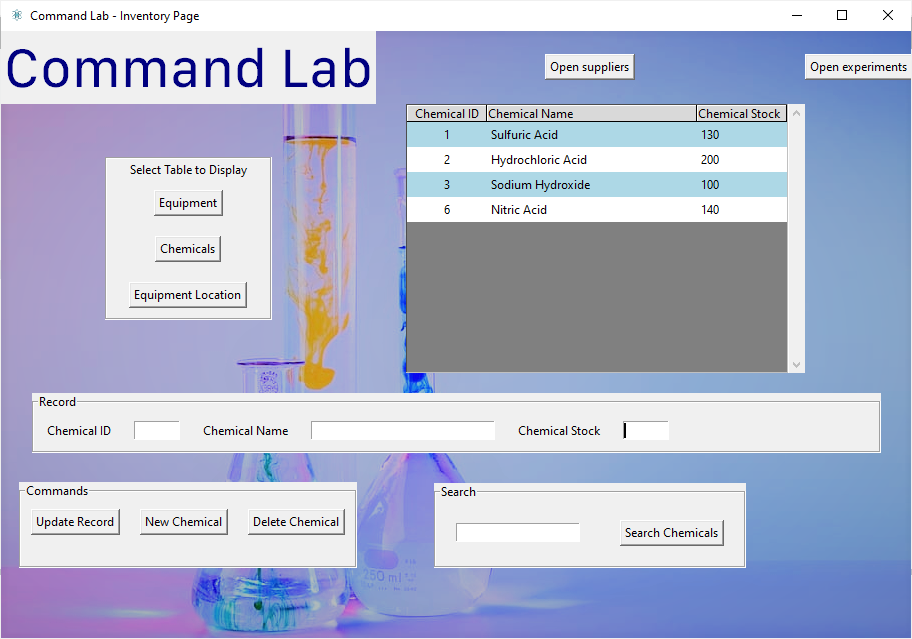 Command Lab - Inventory Page
Command Lab
Open suppliers
Open experiments
Select Table to Display
Equipment
Chemicals
Equipment Location
Chemical ID Chemical Name Chemical Stock
1 Sulfuric Acid 130
2 Hydrochloric Acid 200
3 Sodium Hydroxide 100
6 Nitric Acid 140
Record
Chemical ID Chemical Name Chemical Stock
Commands
Update Record New Chemical Delete Chemical
Search
Search Chemicals
250 ml